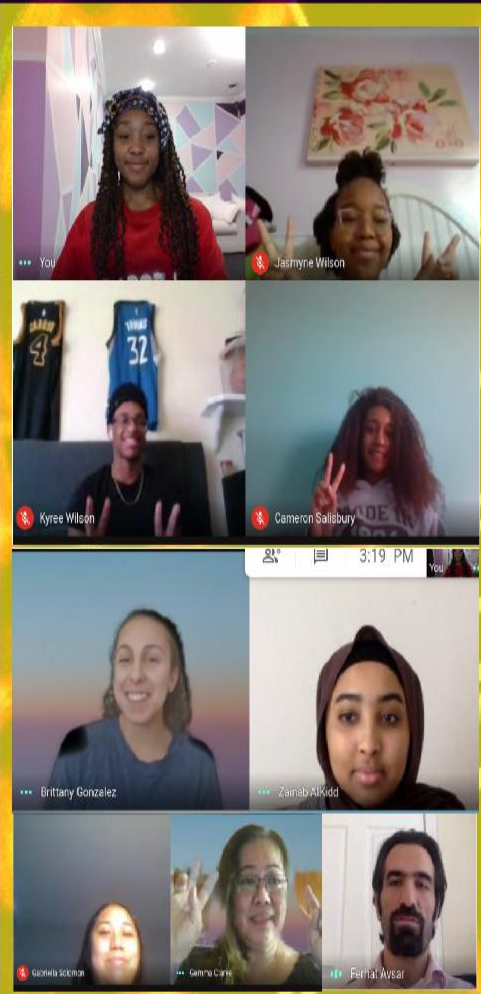 You
Jasmyne Wilson
4
32
Kyree Wilson
Cameron Salisbury
3:19 PM
You
Brittany Gonzalez
Zainab AlKidd
Gabriella Solomon
Gemma Clarke
Ferhat Avsar